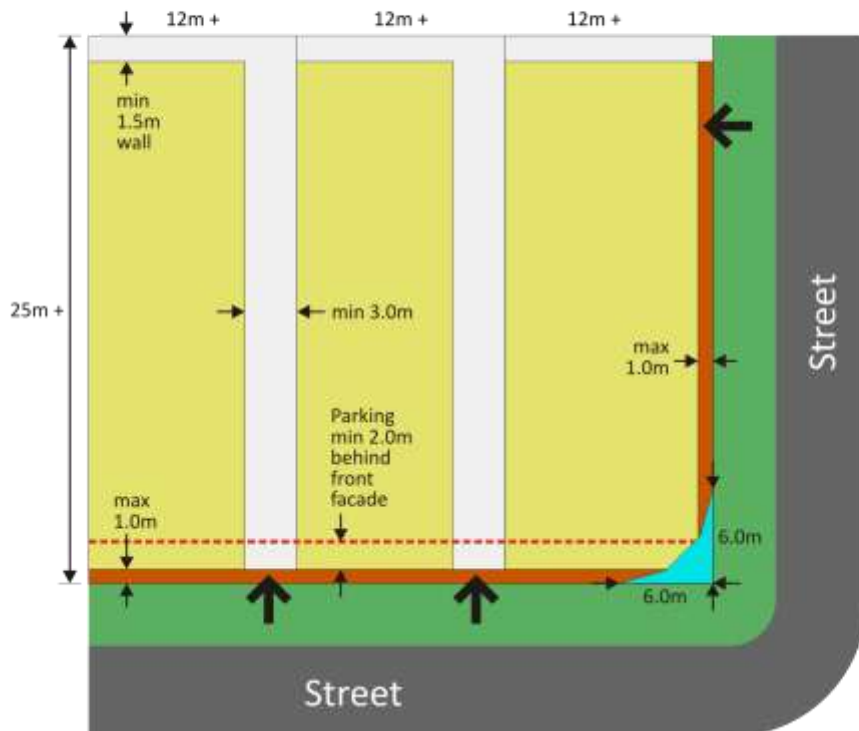 12m +
12m +
12m +
min
1.5m
wall
25m +
min 3.0m
max
1.0m
Street
Parking
min 2.0m
behind
front
facade
max
1.0m
6.0m
6.0m
Street